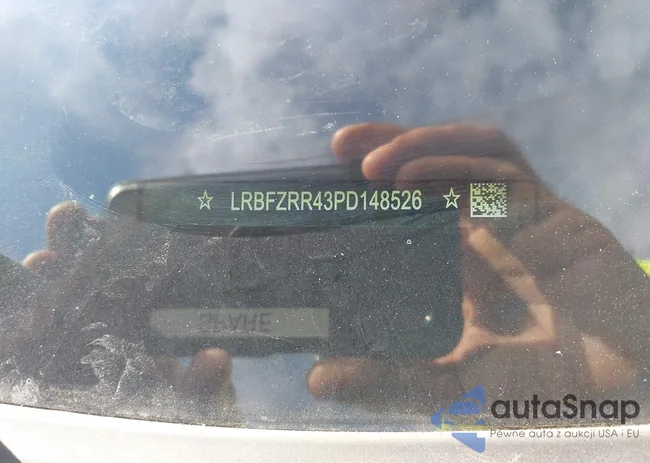 ☆ LRBFZRR43PD148526 ☆
autaSnap
Pewne auta z aukcji USA i EU